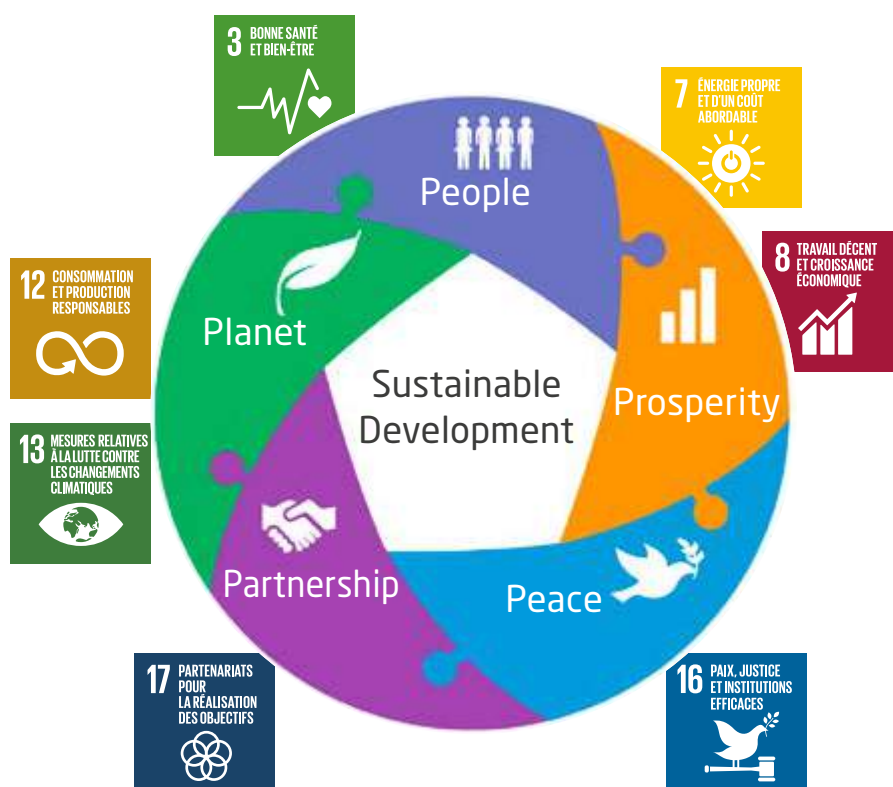 3 BONNE SANTÉ
ET BIEN-ÊTRE
7 ÉNERGIE PROPRE
ET D'UN COÛT
ABORDABLE
People
8 TRAVAIL DÉCENT
ET CROISSANCE
ÉCONOMIQUE
12 CONSOMMATION
ET PRODUCTION
RESPONSABLES
Planet
Sustainable
Development
Prosperity
13 MESURES RELATIVES
À LA LUTTE CONTRE
LES CHANGEMENTS
CLIMATIQUES
Partnership
Peace
17 PARTENARIATS
POUR
LA RÉALISATION
DES OBJECTIFS
16 PAIX, JUSTICE
ET INSTITUTIONS
EFFICACES